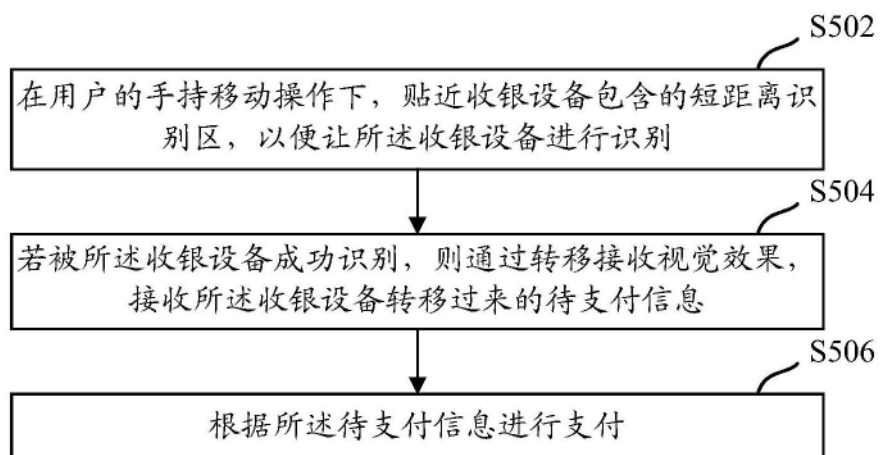 S502
在用户的手持移动操作下，贴近收银设备包含的短距离识
别区，以便让所述收银设备进行识别
S504
若被所述收银设备成功识别，则通过转移接收视觉效果，
接收所述收银设备转移过来的待支付信息
S506
根据所述待支付信息进行支付